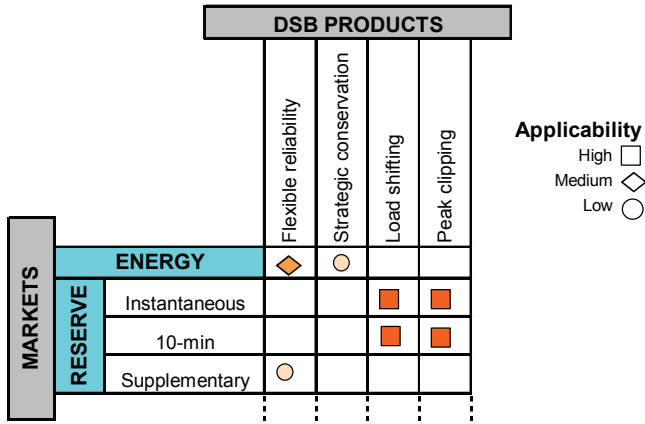 DSB PRODUCTS
Flexible reliability
Strategic conservation
Load shifting
Peak clipping
Applicability
High
Medium
Low
MARKETS
ENERGY
RESERVE
Instantaneous
10-min
Supplementary